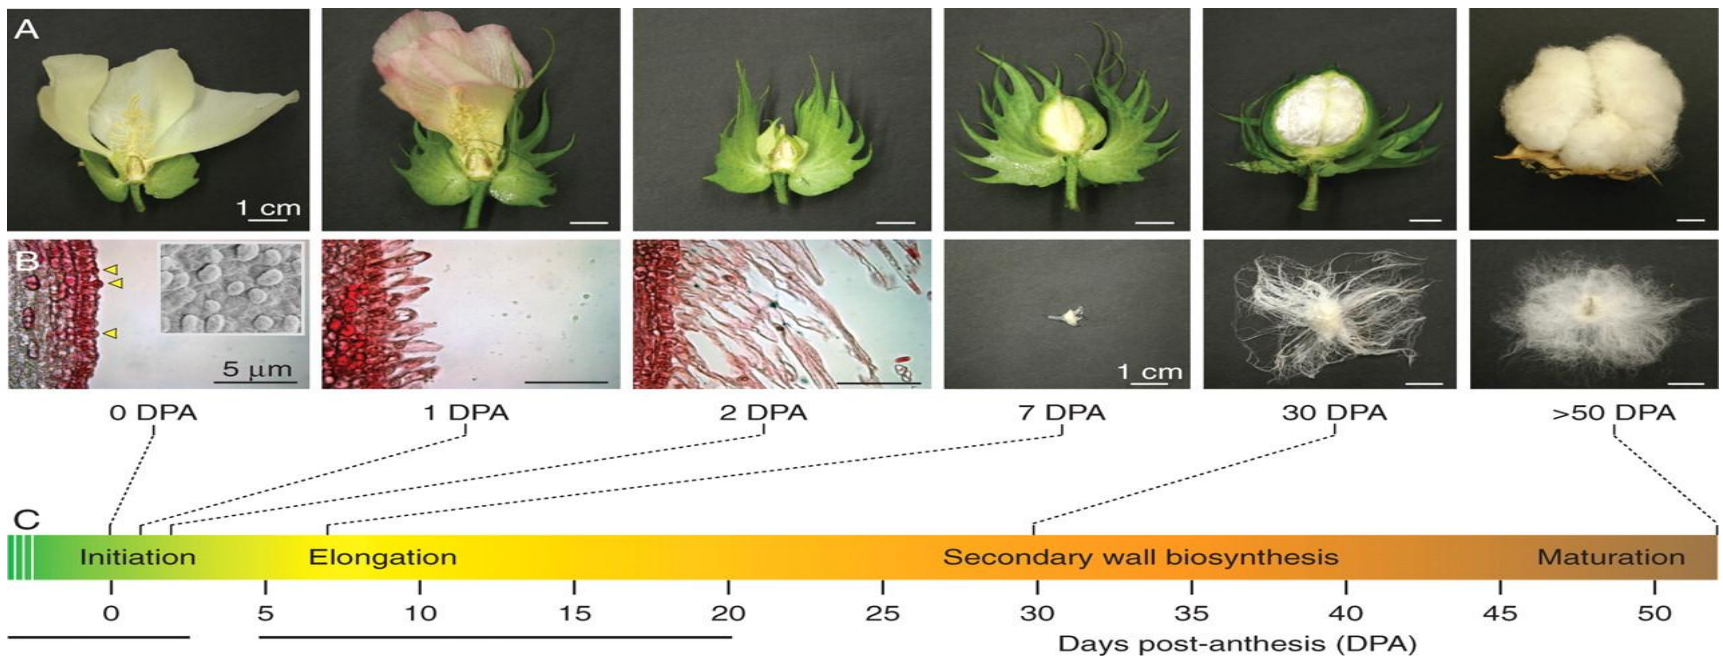 A
1 cm
B
5 µm
1 cm
0 DPA 1 DPA 2 DPA 7 DPA 30 DPA >50 DPA
C
Initiation Elongation Secondary wall biosynthesis Maturation
0 5 10 15 20 25 30 35 40 45 50
Days post-anthesis (DPA)